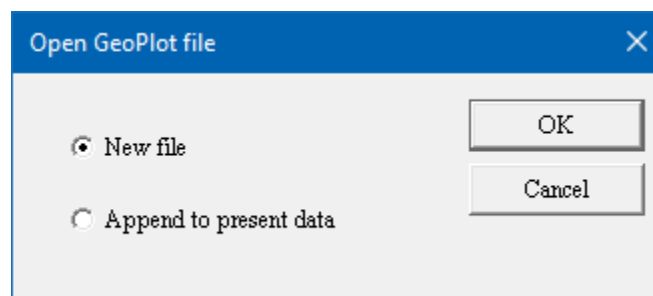 Open GeoPlot file
New file
OK
Cancel
Append to present data